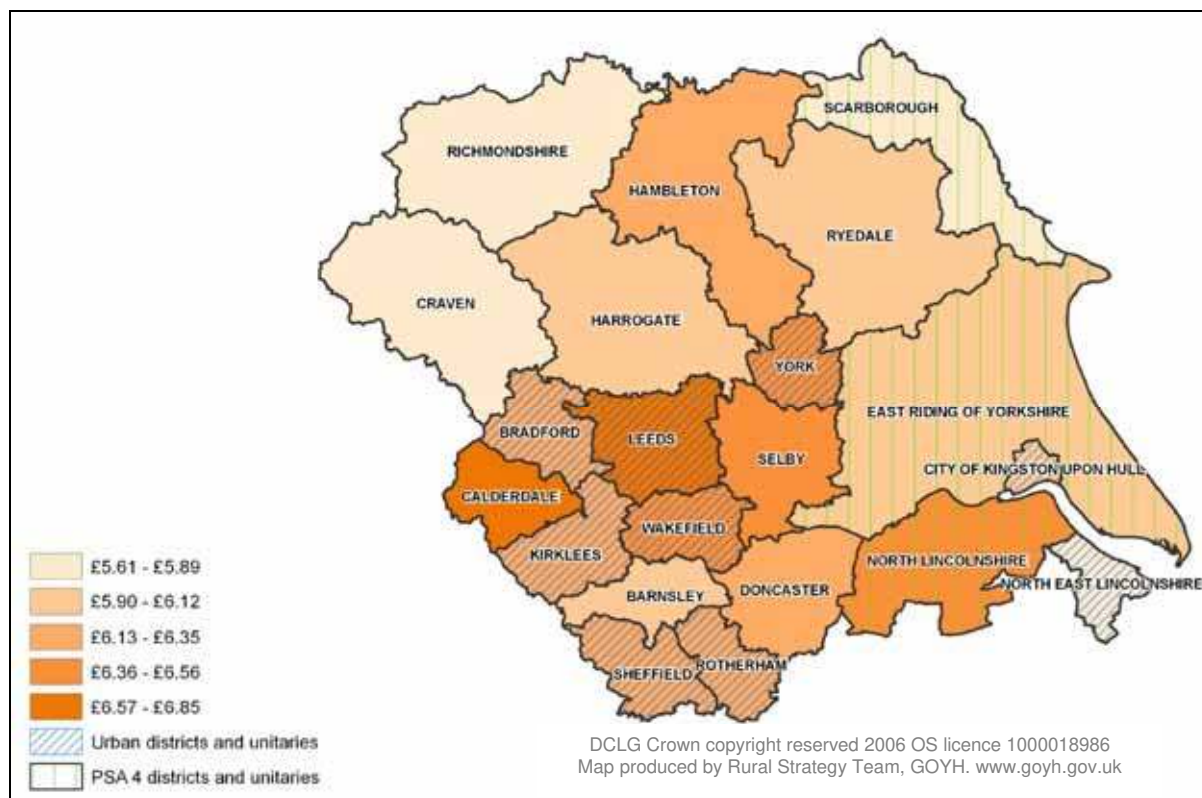 SCARBOROUGH
RICHMONDSHIRE
HAMBLETON
RYEDALE
CRAVEN
HARROGATE
YORK
EAST RIDING OF YORKSHIRE
BRADFORD
LEEDS
SELBY
CITY OF KINGSTON UPON HULL
CALDERDALE
WAKEFIELD
KIRKLEES
NORTH LINCOLNSHIRE
NORTH EAST LINCOLNSHIRE
BARNSLEY
DONCASTER
SHEFFIELD
ROTHERHAM
£5.61 - £5.89
£5.90 - £6.12
£6.13 - £6.35
£6.36 - £6.56
£6.57 - £6.85
Urban districts and unitaries
PSA 4 districts and unitaries
DCLG Crown copyright reserved 2006 OS licence 1000018986
Map produced by Rural Strategy Team, GOYH. www.goyh.gov.uk